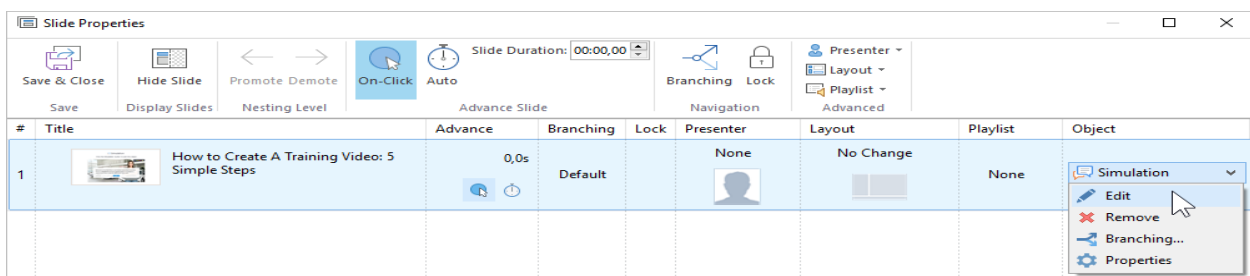 Slide Properties
Slide Duration: 00:00,00
Presenter
Layout
Playlist
Save & Close
Hide Slide
Promote Demote
On-Click
Auto
Branching
Lock
Save
Display Slides
Nesting Level
Advance Slide
Navigation
Advanced
# Title Advance Branching Lock Presenter Layout Playlist Object
1
How to Create A Training Video: 5
Simple Steps
0,0s
Default
None
No Change
None
Simulation
Edit
Remove
Branching...
Properties